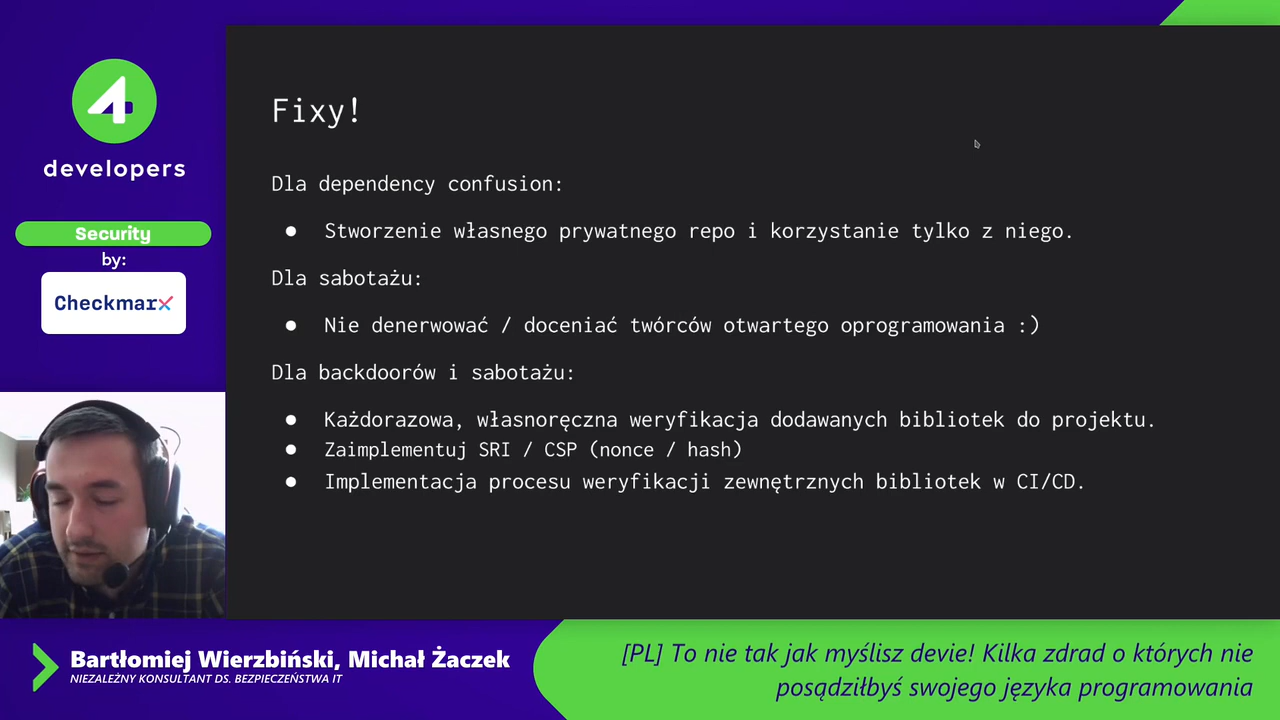 4
developers
Security
by:
Checkmarx
Fixy!
Dla dependency confusion:
● Stworzenie własnego prywatnego repo i korzystanie tylko z niego.
Dla sabotażu:
● Nie denerwować / doceniać twórców otwartego oprogramowania :)
Dla backdoorów i sabotażu:
● Każdorazowa, własnoręczna weryfikacja dodawanych bibliotek do projektu.
● Zaimplementuj SRI / CSP (nonce / hash)
● Implementacja procesu weryfikacji zewnętrznych bibliotek w CI/CD.
Bartłomiej Wierzbiński, Michał Żaczek
NIEZALEŻNY KONSULTANT DS. BEZPIECZEŃSTWA IT
[PL] To nie tak jak myślisz devie! Kilka zdrad o których nie
posądziłbyś swojego języka programowania